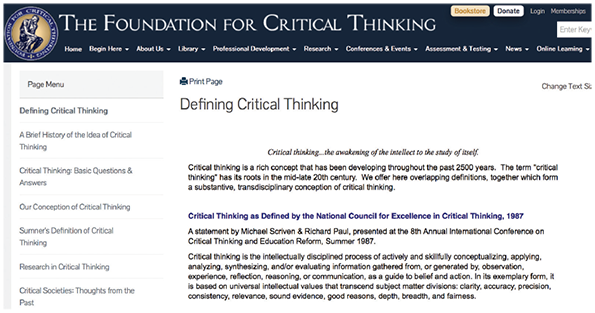 Bookstore Donate Login Memberships
THE FOUNDATION FOR CRITICAL THINKING
Enter Key
Home Begin Here About Us Library Professional Development Research Conferences & Events Assessment & Testing News Online Learning
Page Menu
Defining Critical Thinking
A Brief History of the Idea of Critical
Thinking
Critical Thinking: Basic Questions &
Answers
Our Conception of Critical Thinking
Sumner's Definition of Critical
Thinking
Research in Critical Thinking
Critical Societies: Thoughts from the
Past
Print Page
Change Text Siz
Defining Critical Thinking
Critical thinking...the awakening of the intellect to the study of itself.
Critical thinking is a rich concept that has been developing throughout the past 2500 years. The term "critical
thinking" has its roots in the mid-late 20th century. We offer here overlapping definitions, together which form
a substantive, transdisciplinary conception of critical thinking.
Critical Thinking as Defined by the National Council for Excellence in Critical Thinking, 1987
A statement by Michael Scriven & Richard Paul, presented at the 8th Annual International Conference on
Critical Thinking and Education Reform, Summer 1987.
Critical thinking is the intellectually disciplined process of actively and skillfully conceptualizing, applying,
analyzing, synthesizing, and/or evaluating information gathered from, or generated by, observation,
experience, reflection, reasoning, or communication, as a guide to belief and action. In its exemplary form, it
is based on universal intellectual values that transcend subject matter divisions: clarity, accuracy, precision,
consistency, relevance, sound evidence, good reasons, depth, breadth, and fairness.